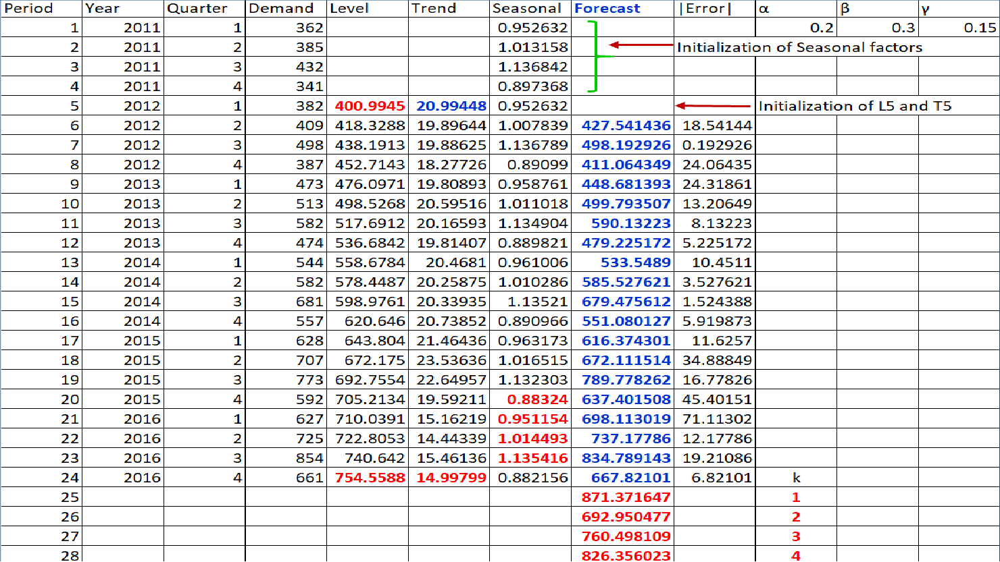 Period Year Quarter Demand Level Trend Seasonal Forecast |Error| α β γ
1 2011 1 362 0.952632 0.2 0.3 0.15
2 2011 2 385 1.013158 Initialization of Seasonal factors
3 2011 3 432 1.136842
4 2011 4 341 0.897368
5 2012 1 382 400.9945 20.99448 0.952632 Initialization of L5 and T5
6 2012 2 409 418.3288 19.89644 1.007839 427.541436 18.54144
7 2012 3 498 438.1913 19.88625 1.136789 498.192926 0.192926
8 2012 4 387 452.7143 18.27726 0.89099 411.064349 24.06435
9 2013 1 473 476.0971 19.80893 0.958761 448.681393 24.31861
10 2013 2 513 498.5268 20.59516 1.011018 499.793507 13.20649
11 2013 3 582 517.6912 20.16593 1.134904 590.13223 8.13223
12 2013 4 474 536.6842 19.81407 0.889821 479.225172 5.225172
13 2014 1 544 558.6784 20.4681 0.961006 533.5489 10.4511
14 2014 2 582 578.4487 20.25875 1.010286 585.527621 3.527621
15 2014 3 681 598.9761 20.33935 1.13521 679.475612 1.524388
16 2014 4 557 620.646 20.73852 0.890966 551.080127 5.919873
17 2015 1 628 643.804 21.46436 0.963173 616.374301 11.6257
18 2015 2 707 672.175 23.53636 1.016515 672.111514 34.88849
19 2015 3 773 692.7554 22.64957 1.132303 789.778262 16.77826
20 2015 4 592 705.2134 19.59211 0.88324 637.401508 45.40151
21 2016 1 627 710.0391 15.16219 0.951154 698.113019 71.11302
22 2016 2 725 722.8053 14.44339 1.014493 737.17786 12.17786
23 2016 3 854 740.642 15.46136 1.135416 834.789143 19.21086
24 2016 4 661 754.5588 14.99799 0.882156 667.82101 6.82101 k
25 871.371647 1
26 692.950477 2
27 760.498109 3
28 826.356023 4